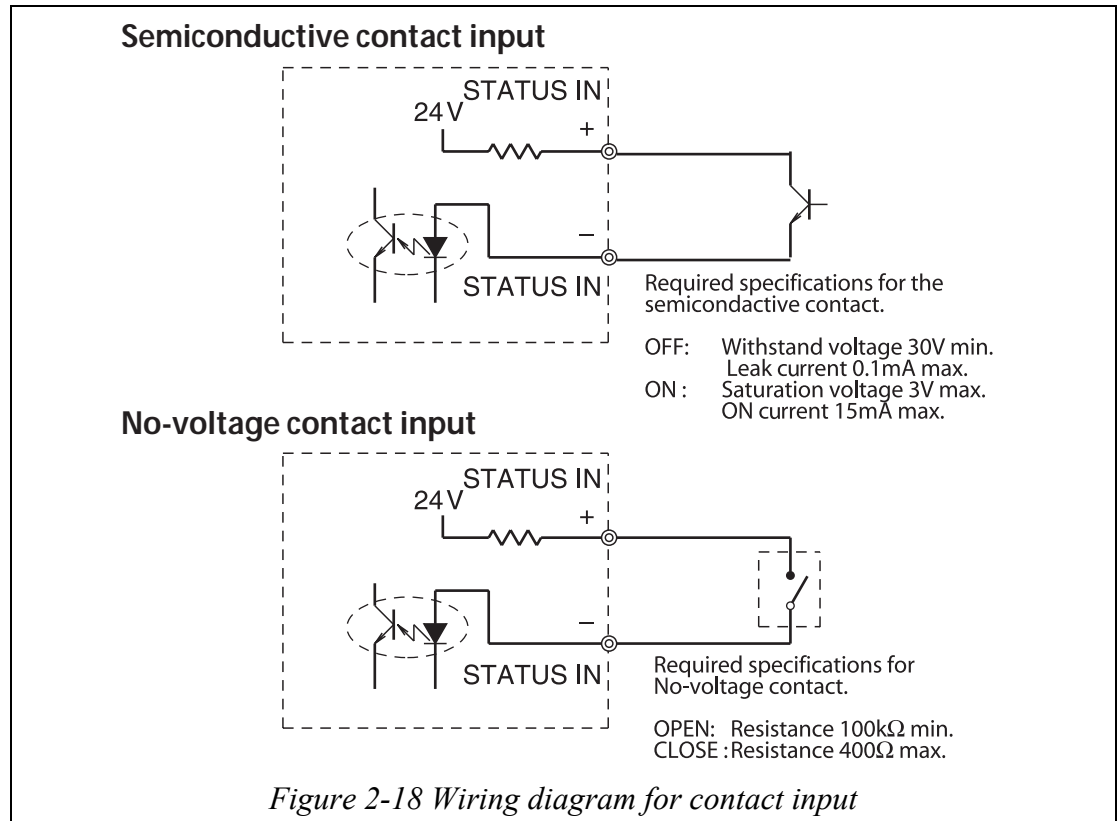 Semiconductive contact input
STATUS IN
24V
+
−
STATUS IN
Required specifications for the
semicondactive contact.
OFF: Withstand voltage 30V min.
Leak current 0.1mA max.
ON : Saturation voltage 3V max.
ON current 15mA max.
No-voltage contact input
STATUS IN
24V
+
−
STATUS IN
Required specifications for
No-voltage contact.
OPEN: Resistance 100kΩ min.
CLOSE : Resistance 400Ω max.
Figure 2-18 Wiring diagram for contact input